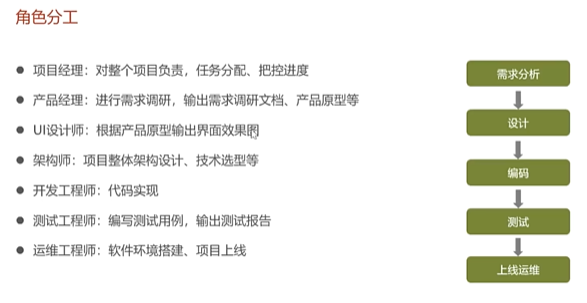 角色分工
项目经理：对整个项目负责，任务分配、把控进度
产品经理：进行需求调研，输出需求调研文档、产品原型等
UI设计师：根据产品原型输出界面效果图
架构师：项目整体架构设计、技术选型等
开发工程师：代码实现
测试工程师：编写测试用例，输出测试报告
运维工程师：软件环境搭建、项目上线
需求分析
设计
编码
测试
上线运维